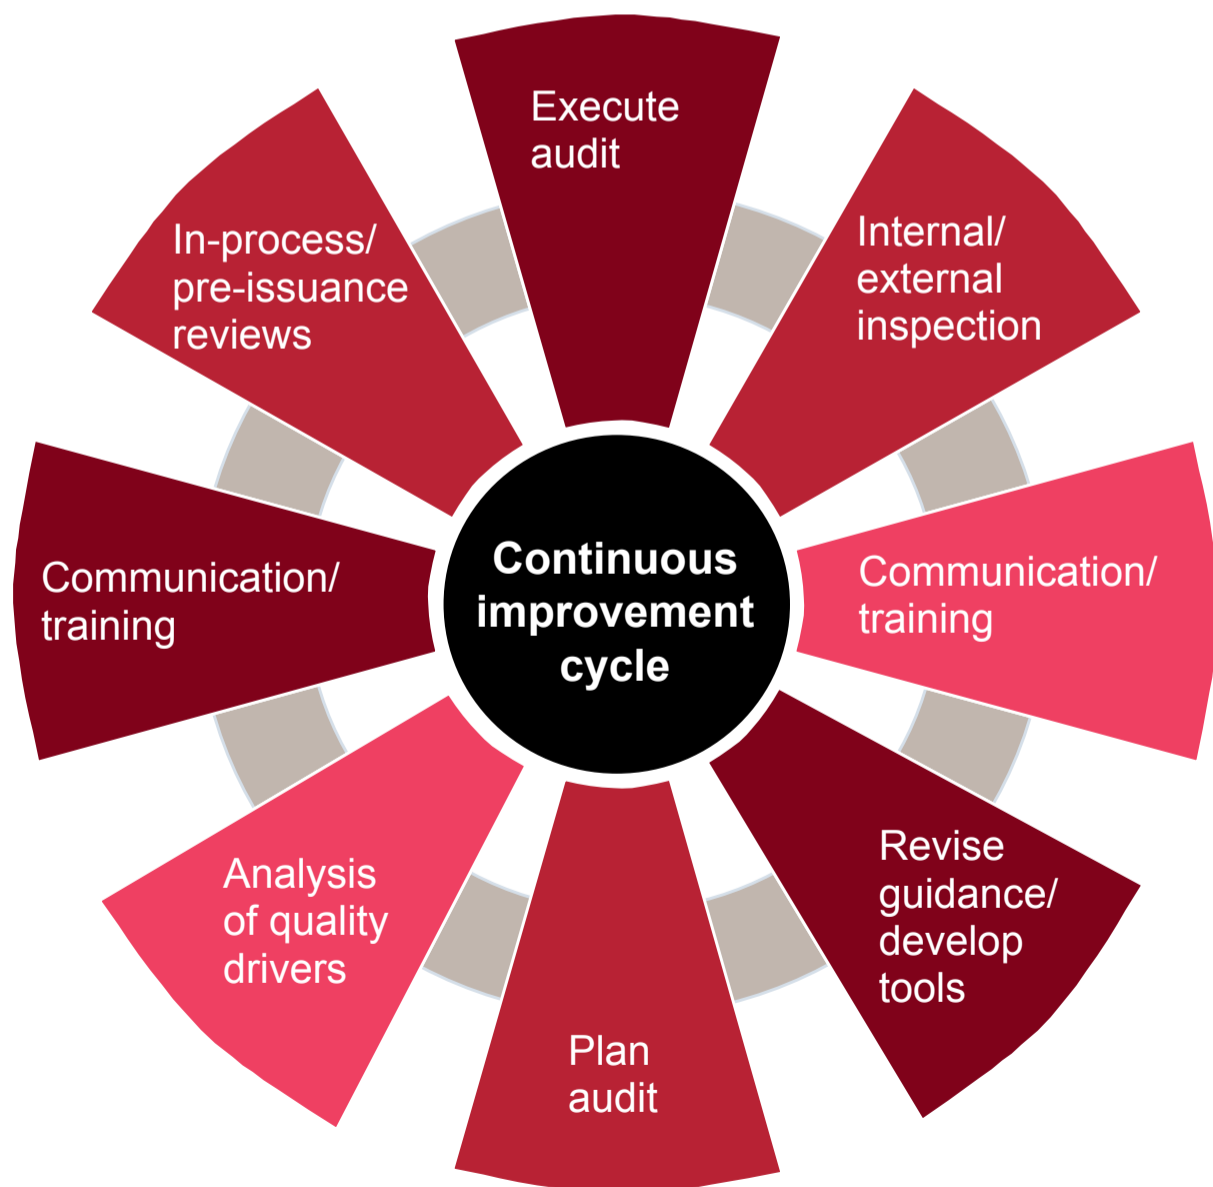 Execute
audit
Internal/
external
inspection
Communication/
training
Revise
guidance/
develop
tools
Plan
audit
Analysis
of quality
drivers
Communication/
training
In-process/
pre-issuance
reviews
Continuous
improvement
cycle